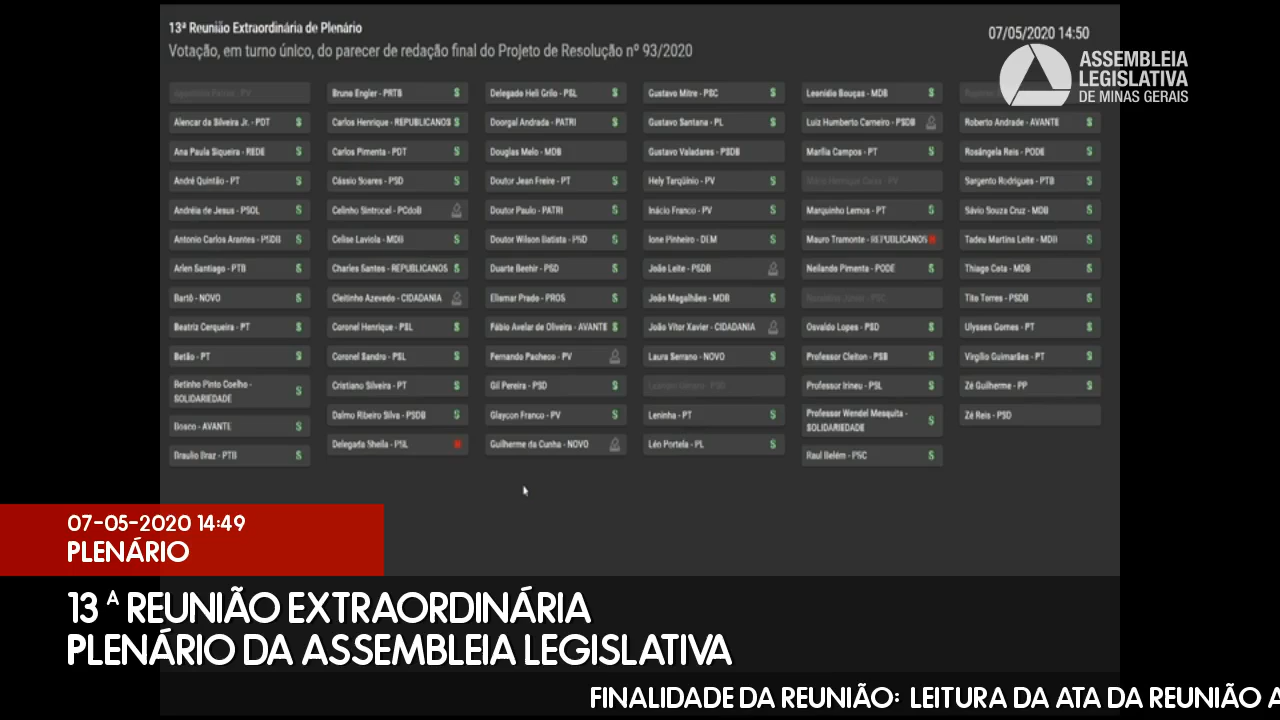 13ª Reunião Extraordinária de Plenário
Votação, em turno único, do parecer de redação final do Projeto de Resolução nº 93/2020
07/05/2020 14:50
ASSEMBLEIA
LEGISLATIVA
DE MINAS GERAIS
Alencar da Silveira Jr. - PDT S
Ana Paula Siqueira - REDE S
André Quintão - PT S
Andréia de Jesus - PSOL S
Antonio Carlos Arantes - PSDB S
Arlen Santiago - PTB S
Bartô - NOVO S
Beatriz Cerqueira - PT S
Betão - PT S
Betinho Pinto Coelho -
SOLIDARIEDADE S
Bosco - AVANTE S
Braulio Braz - PTB S
Bruno Engler - PRTB S
Carlos Henrique - REPUBLICANOS S
Carlos Pimenta - PDT S
Cássio Soares - PSD S
Celinho Sintrocel - PCdoB
Celise Laviola - MDB S
Charles Santos - REPUBLICANOS S
Cleitinho Azevedo - CIDADANIA
Coronel Henrique - PSL S
Coronel Sandro - PSL S
Cristiano Silveira - PT S
Dalmo Ribeiro Silva - PSDB S
Delegada Sheila - PSL
Delegado Heli Grilo - PSL S
Doorgal Andrada - PATRI S
Douglas Melo - MDB
Doutor Jean Freire - PT S
Doutor Paulo - PATRI S
Doutor Wilson Batista - PSD S
Duarte Bechir - PSD S
Elismar Prado - PROS S
Fábio Avelar de Oliveira - AVANTE S
Fernando Pacheco - PV
Gil Pereira - PSD S
Glaycon Franco - PV S
Guilherme da Cunha - NOVO
Gustavo Mitre - PSC S
Gustavo Santana - PL S
Gustavo Valadares - PSDB
Hely Tarqüínio - PV S
Inácio Franco - PV S
Ione Pinheiro - DEM S
João Leite - PSDB
João Magalhães - MDB S
João Vítor Xavier - CIDADANIA
Laura Serrano - NOVO S
Leninha - PT S
Léo Portela - PL S
Leonídio Bouças - MDB S
Luiz Humberto Carneiro - PSDB
Marília Campos - PT S
Marquinho Lemos - PT S
Mauro Tramonte - REPUBLICANOS
Neilando Pimenta - PODE S
Osvaldo Lopes - PSD S
Professor Cleiton - PSB S
Professor Irineu - PSL S
Professor Wendel Mesquita -
SOLIDARIEDADE S
Raul Belém - PSC S
Roberto Andrade - AVANTE S
Rosângela Reis - PODE S
Sargento Rodrigues - PTB S
Sávio Souza Cruz - MDB S
Tadeu Martins Leite - MDB S
Thiago Cota - MDB S
Tito Torres - PSDB S
Ulysses Gomes - PT S
Virgílio Guimarães - PT S
Zé Guilherme - PP S
Zé Reis - PSD
07-05-2020 14:49
PLENÁRIO
13 ª REUNIÃO EXTRAORDINÁRIA
PLENÁRIO DA ASSEMBLEIA LEGISLATIVA
FINALIDADE DA REUNIÃO: LEITURA DA ATA DA REUNIÃO A